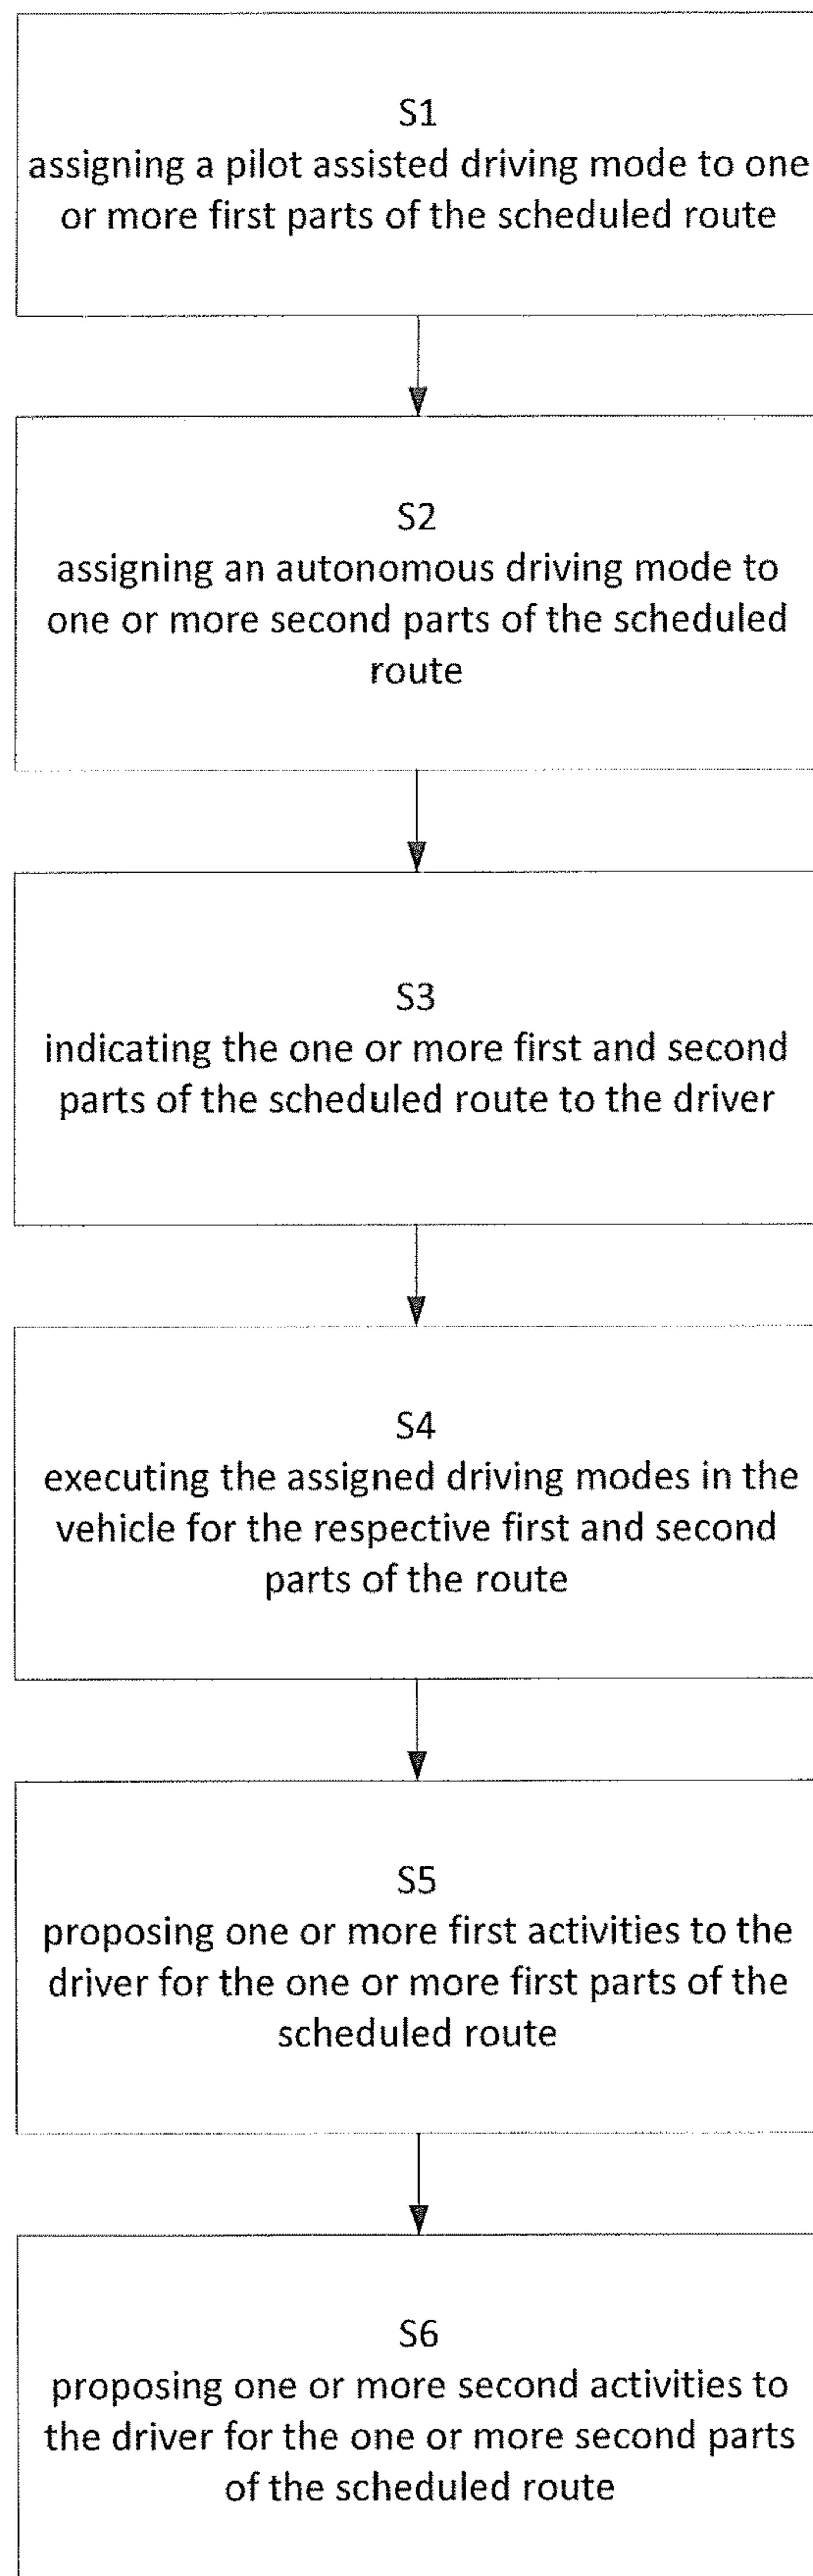 S1
assigning a pilot assisted driving mode to one
or more first parts of the scheduled route
S2
assigning an autonomous driving mode to
one or more second parts of the scheduled
route
S3
indicating the one or more first and second
parts of the scheduled route to the driver
S4
executing the assigned driving modes in the
vehicle for the respective first and second
parts of the route
S5
proposing one or more first activities to the
driver for the one or more first parts of the
scheduled route
S6
proposing one or more second activities to
the driver for the one or more second parts
of the scheduled route